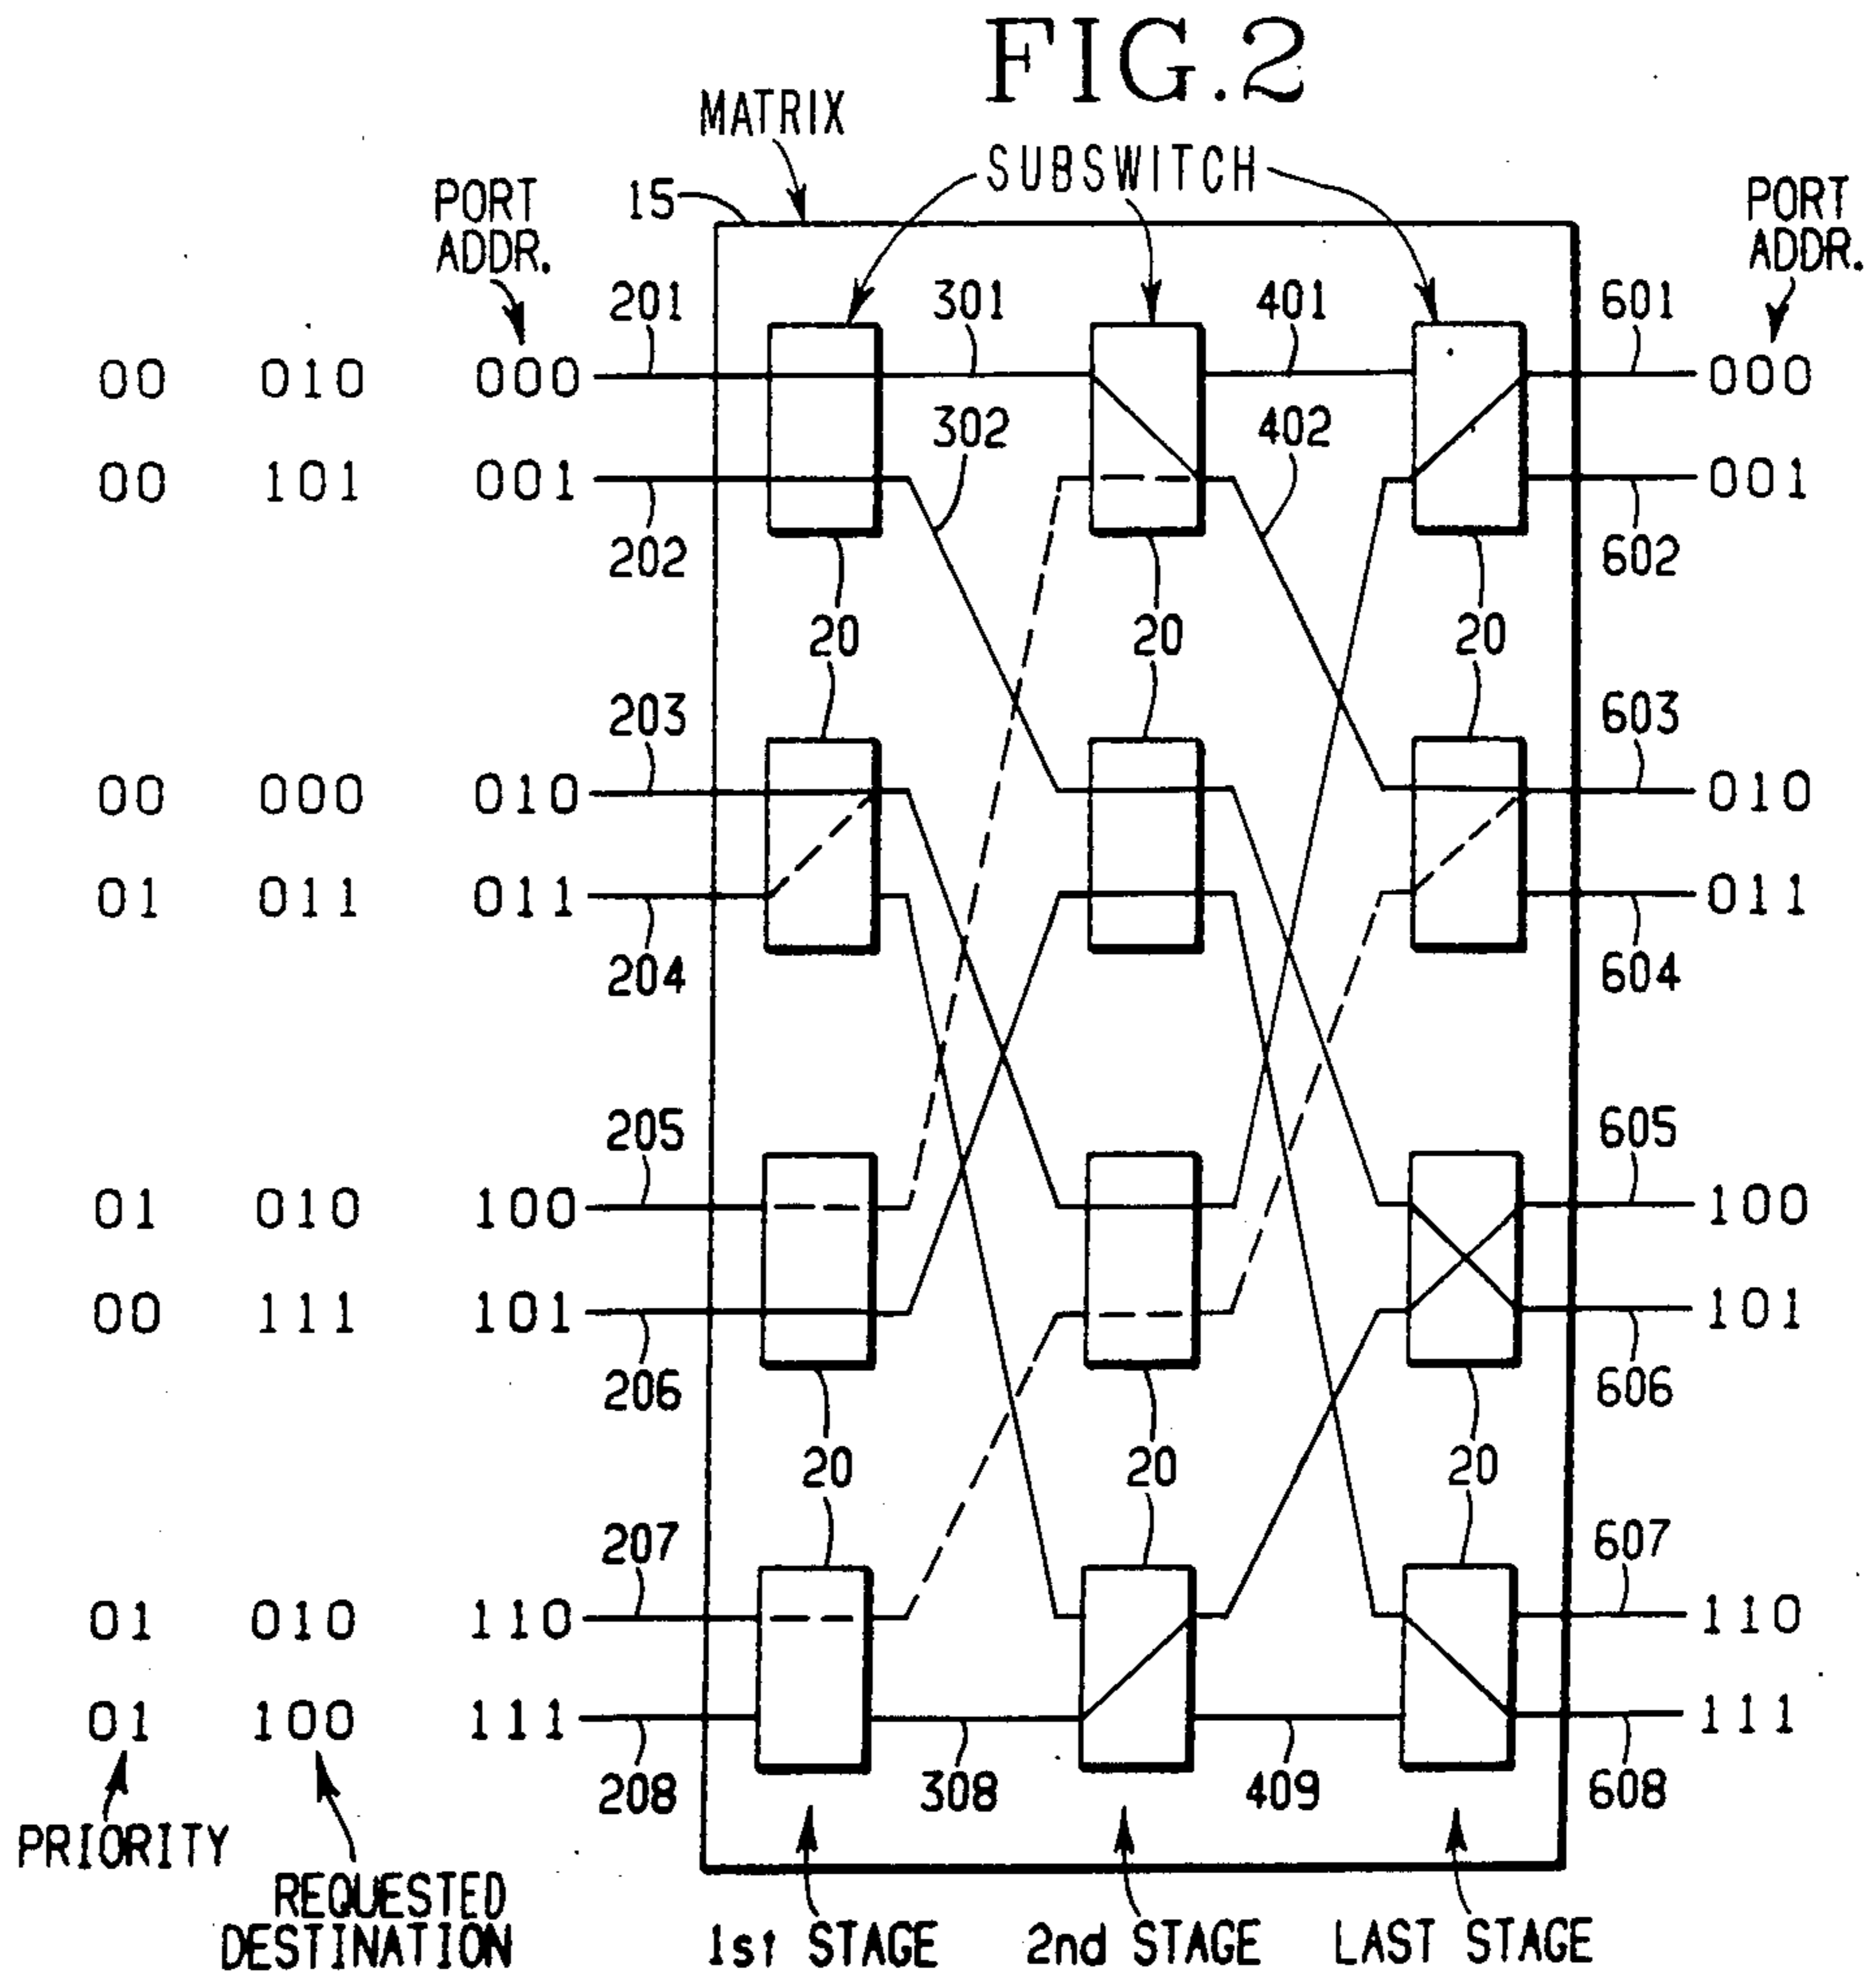 FIG.2
MATRIX
SUBSWITCH
PORT
ADDR.
15
PORT
ADDR.
201
301
401
601
00 010 000
000
302
402
00 101 001
001
202
602
20
20
20
203
603
00 000 010
010
01 011 011
011
204
604
205
605
01 010 100
100
00 111 101
101
206
606
20
20
20
207
607
01 010 110
110
01 100 111
111
208
308
409
608
PRIORITY
REQUESTED
DESTINATION
1st STAGE
2nd STAGE
LAST STAGE